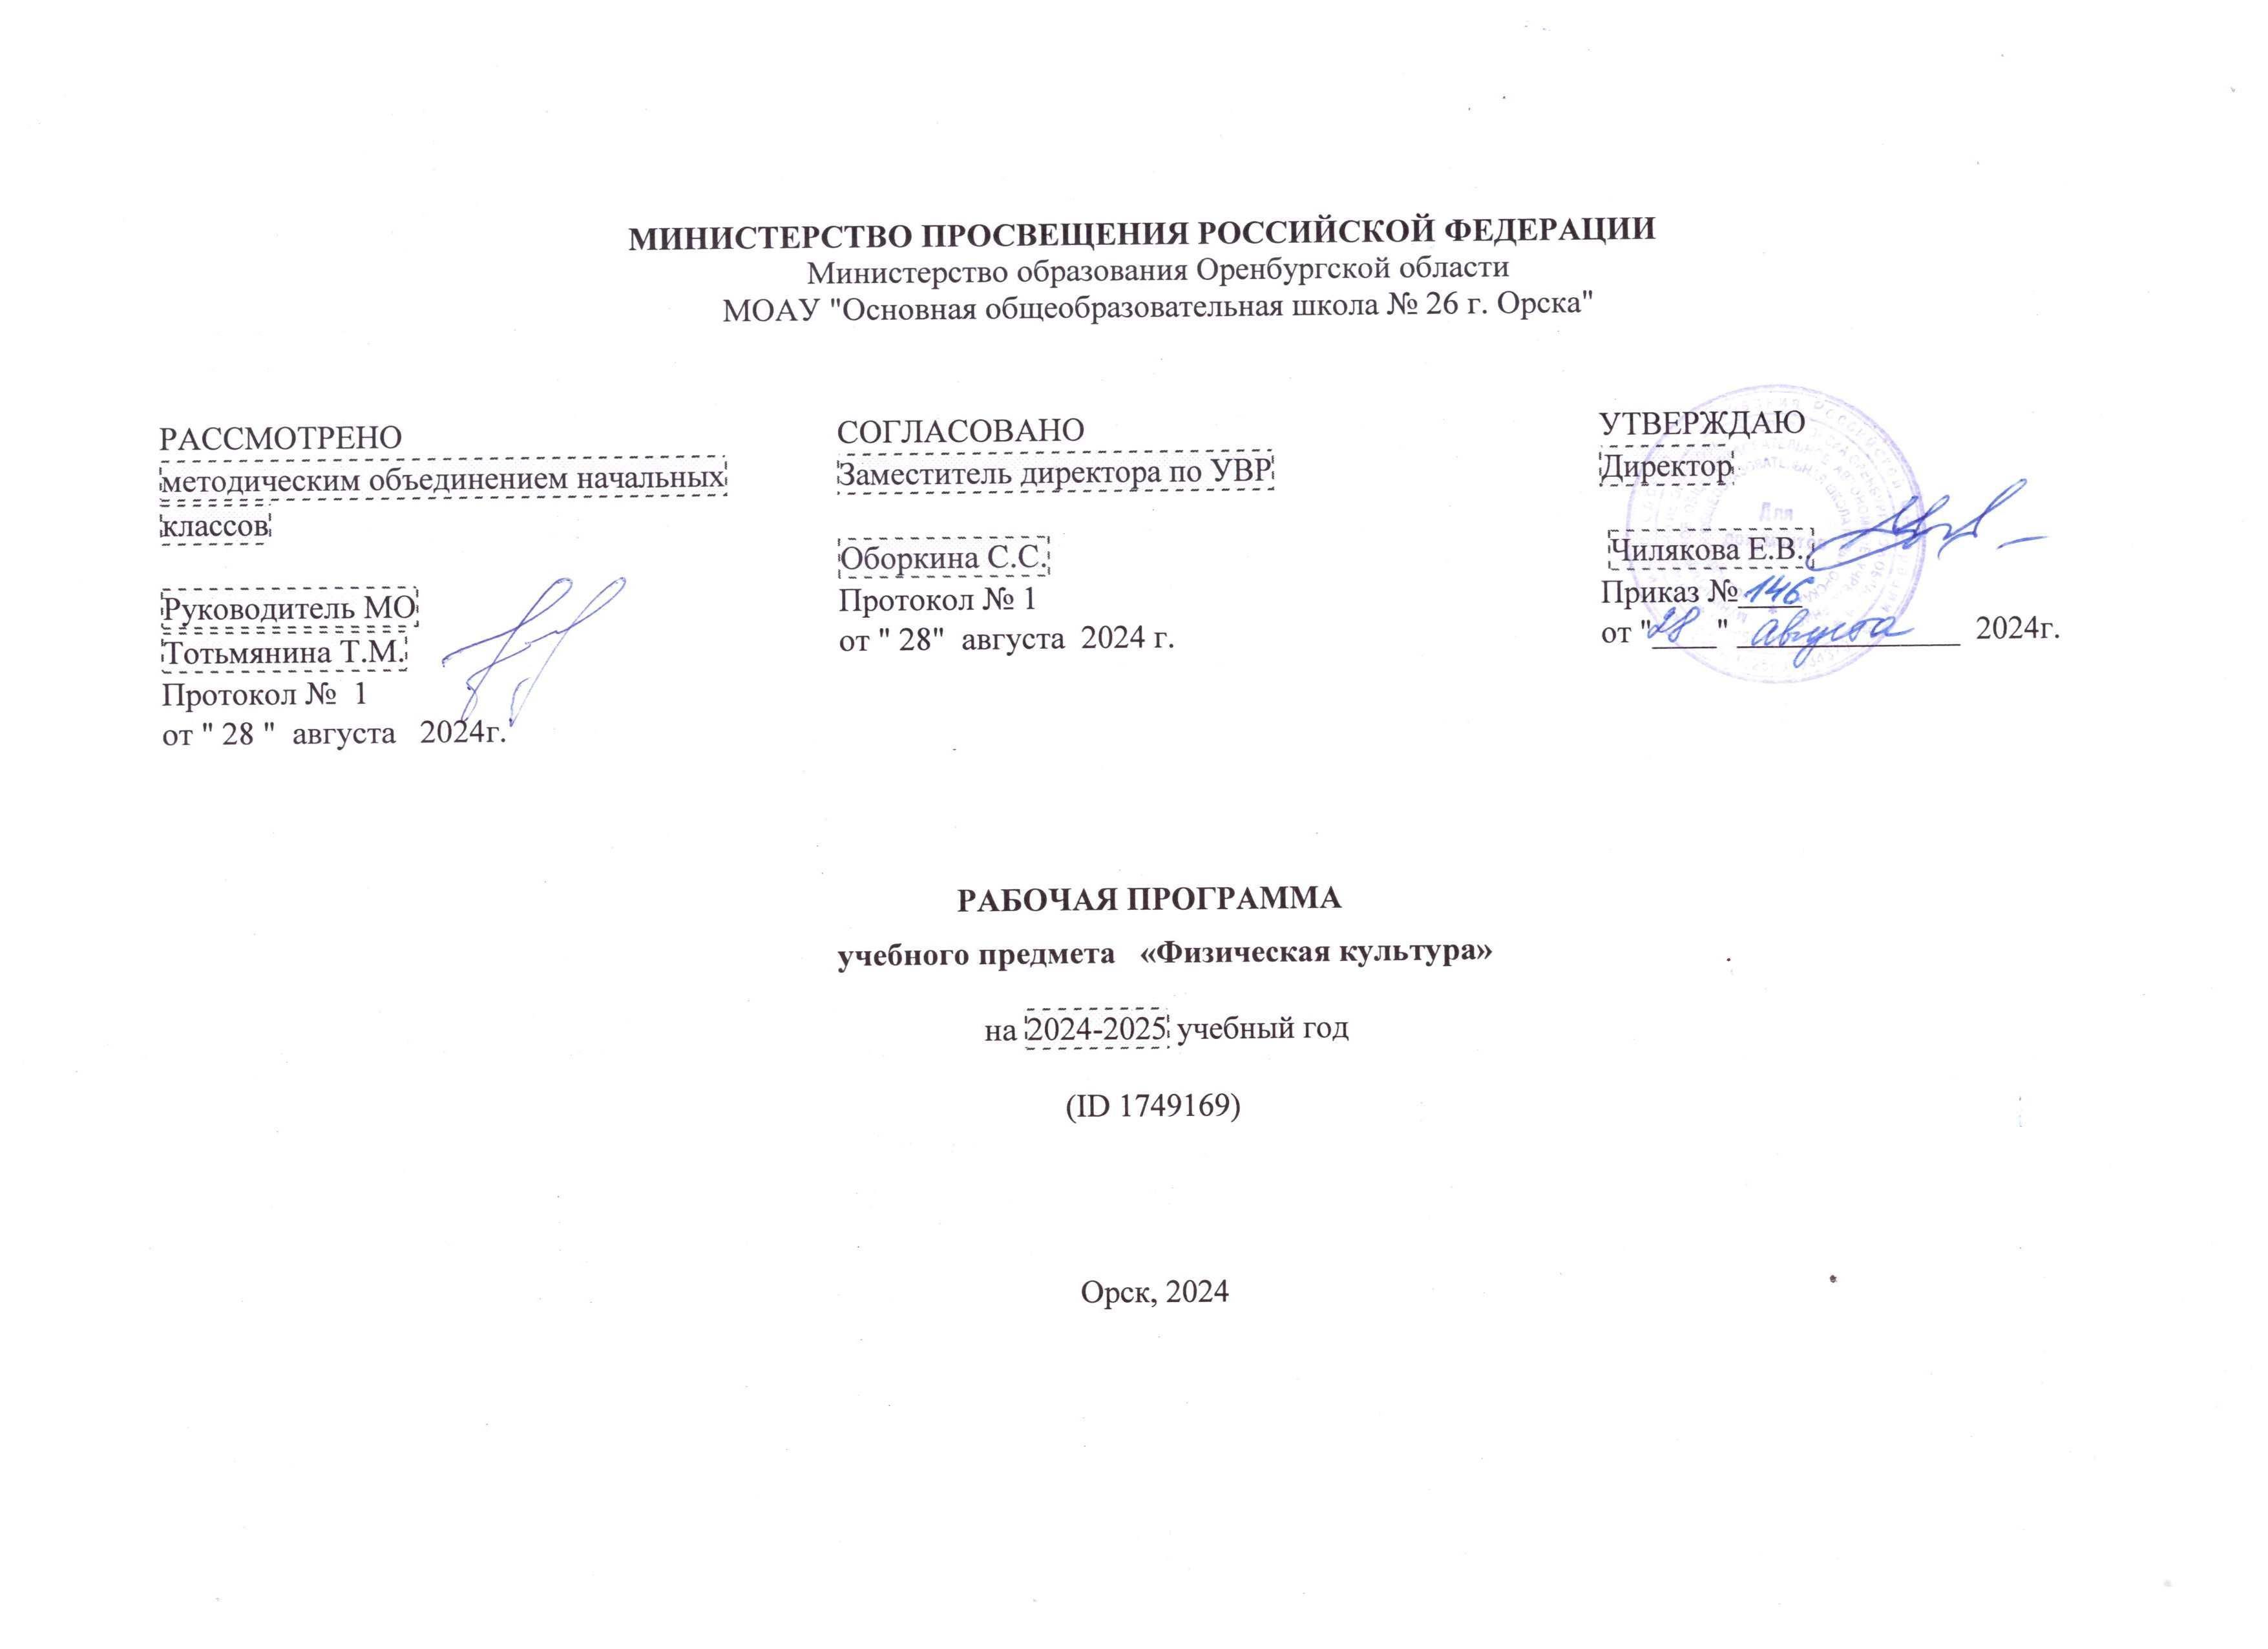 МИНИСТЕРСТВО ПРОСВЕЩЕНИЯ РОССИЙСКОЙ ФЕДЕРАЦИИ
Министерство образования Оренбургской области
МОАУ "Основная общеобразовательная школа № 26 г. Орска"
РАССМОТРЕНО
методическим объединением начальных
классов
Руководитель МО
Тотьмянина Т.М.
Протокол № 1
от " 28 " августа 2024г.
СОГЛАСОВАНО
Заместитель директора по УВР
Оборкина С.С.
Протокол № 1
от " 28" августа 2024 г.
УТВЕРЖДАЮ
Директор
Чилякова Е.В.
Приказ № 146
от "28" августа 2024г.
Для
документов
РАБОЧАЯ ПРОГРАММА
учебного предмета «Физическая культура»
на 2024-2025 учебный год
(ID 1749169)
Орск, 2024